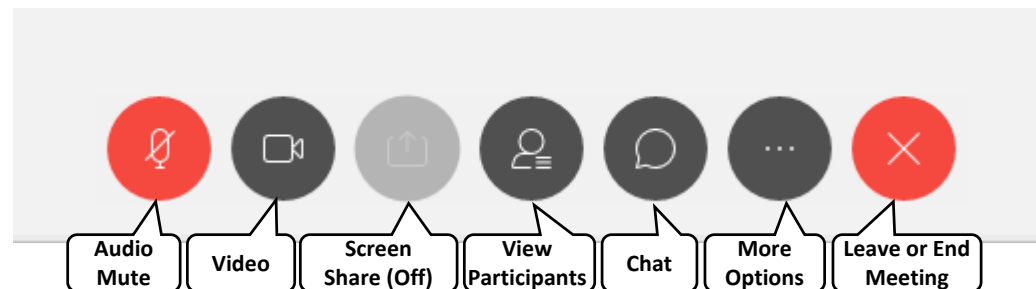 Audio
Mute
Video
Screen
Share (Off)
View
Participants
Chat
More
Options
Leave or End
Meeting